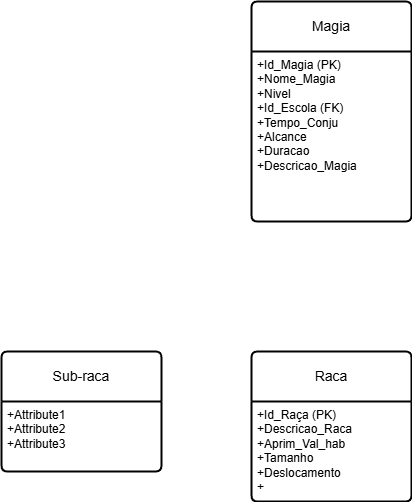 Magia
+Id_Magia (PK)
+Nome_Magia
+Nivel
+Id_Escola (FK)
+Tempo_Conju
+Alcance
+Duracao
+Descricao_Magia
Sub-raca
+Attribute1
+Attribute2
+Attribute3
Raca
+Id_Raça (PK)
+Descricao_Raca
+Aprim_Val_hab
+Tamanho
+Deslocamento
+